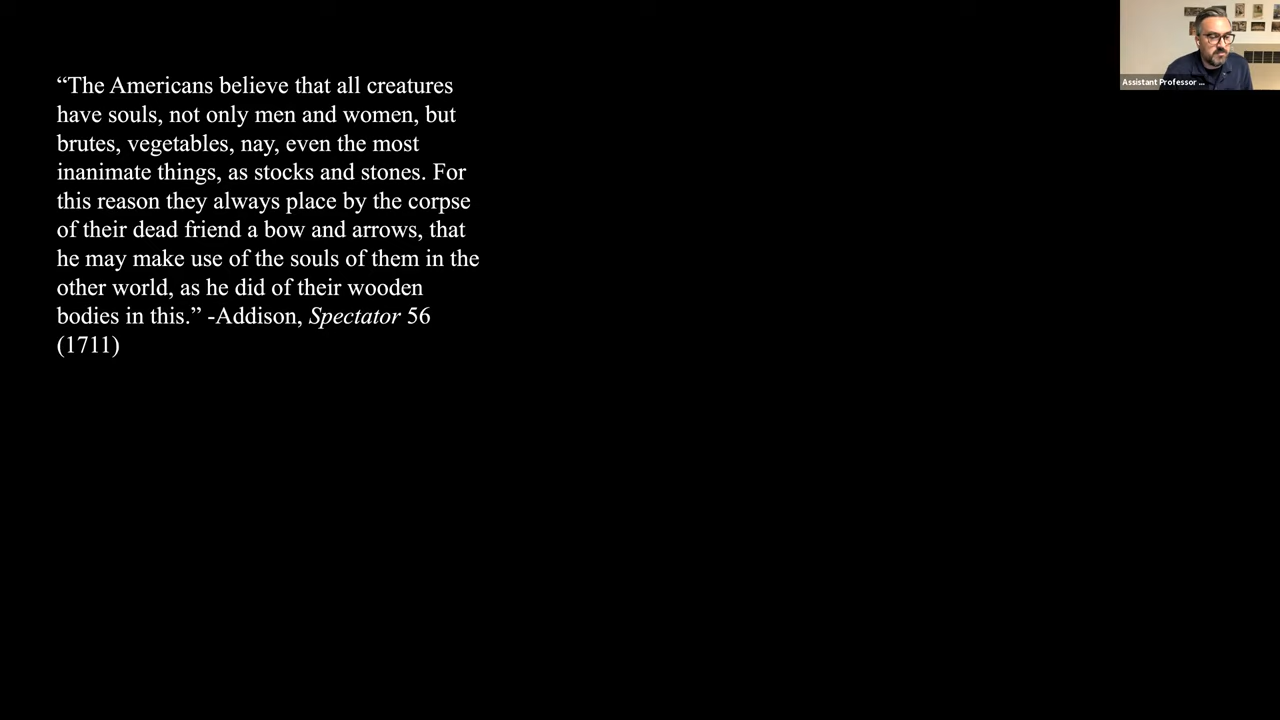 “The Americans believe that all creatures
have souls, not only men and women, but
brutes, vegetables, nay, even the most
inanimate things, as stocks and stones. For
this reason they always place by the corpse
of their dead friend a bow and arrows, that
he may make use of the souls of them in the
other world, as he did of their wooden
bodies in this.” -Addison, Spectator 56
(1711)
Assistant Professor ...